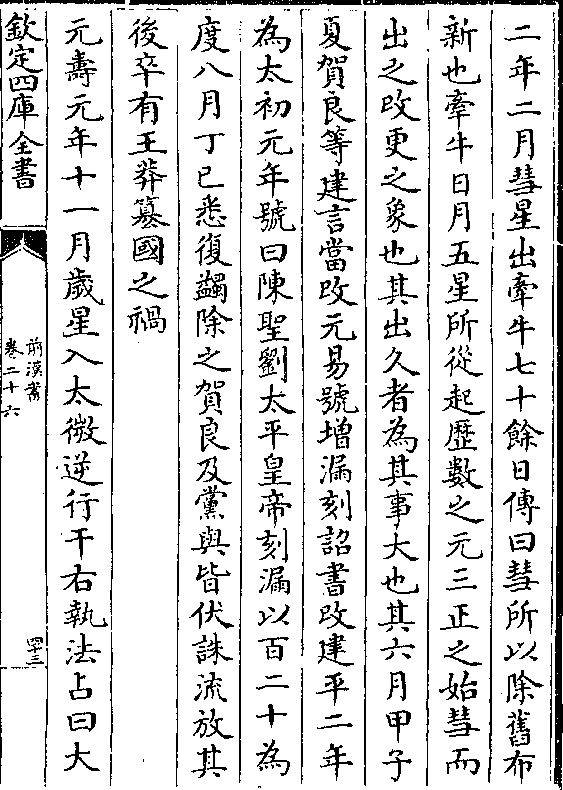 二年二月彗星出牽牛七十餘日傳曰彗所以除舊布
新也牽牛日月五星所從起歷數之元三正之始彗而
出之改更之象也其出久者為其事大也其六月甲子
夏賀良等建言當改元易號增漏刻詔書改建平二年
為太初元年號曰陳聖劉太平皇帝刻漏以百二十為
度八月丁巳悉復蠲除之賀良及黨與皆伏誅流放其
後卒有王莽簒國之禍
元壽元年十一月歲星入太微逆行干右執法占曰大
欽定四庫全書
前漢書
卷二十六
四十三